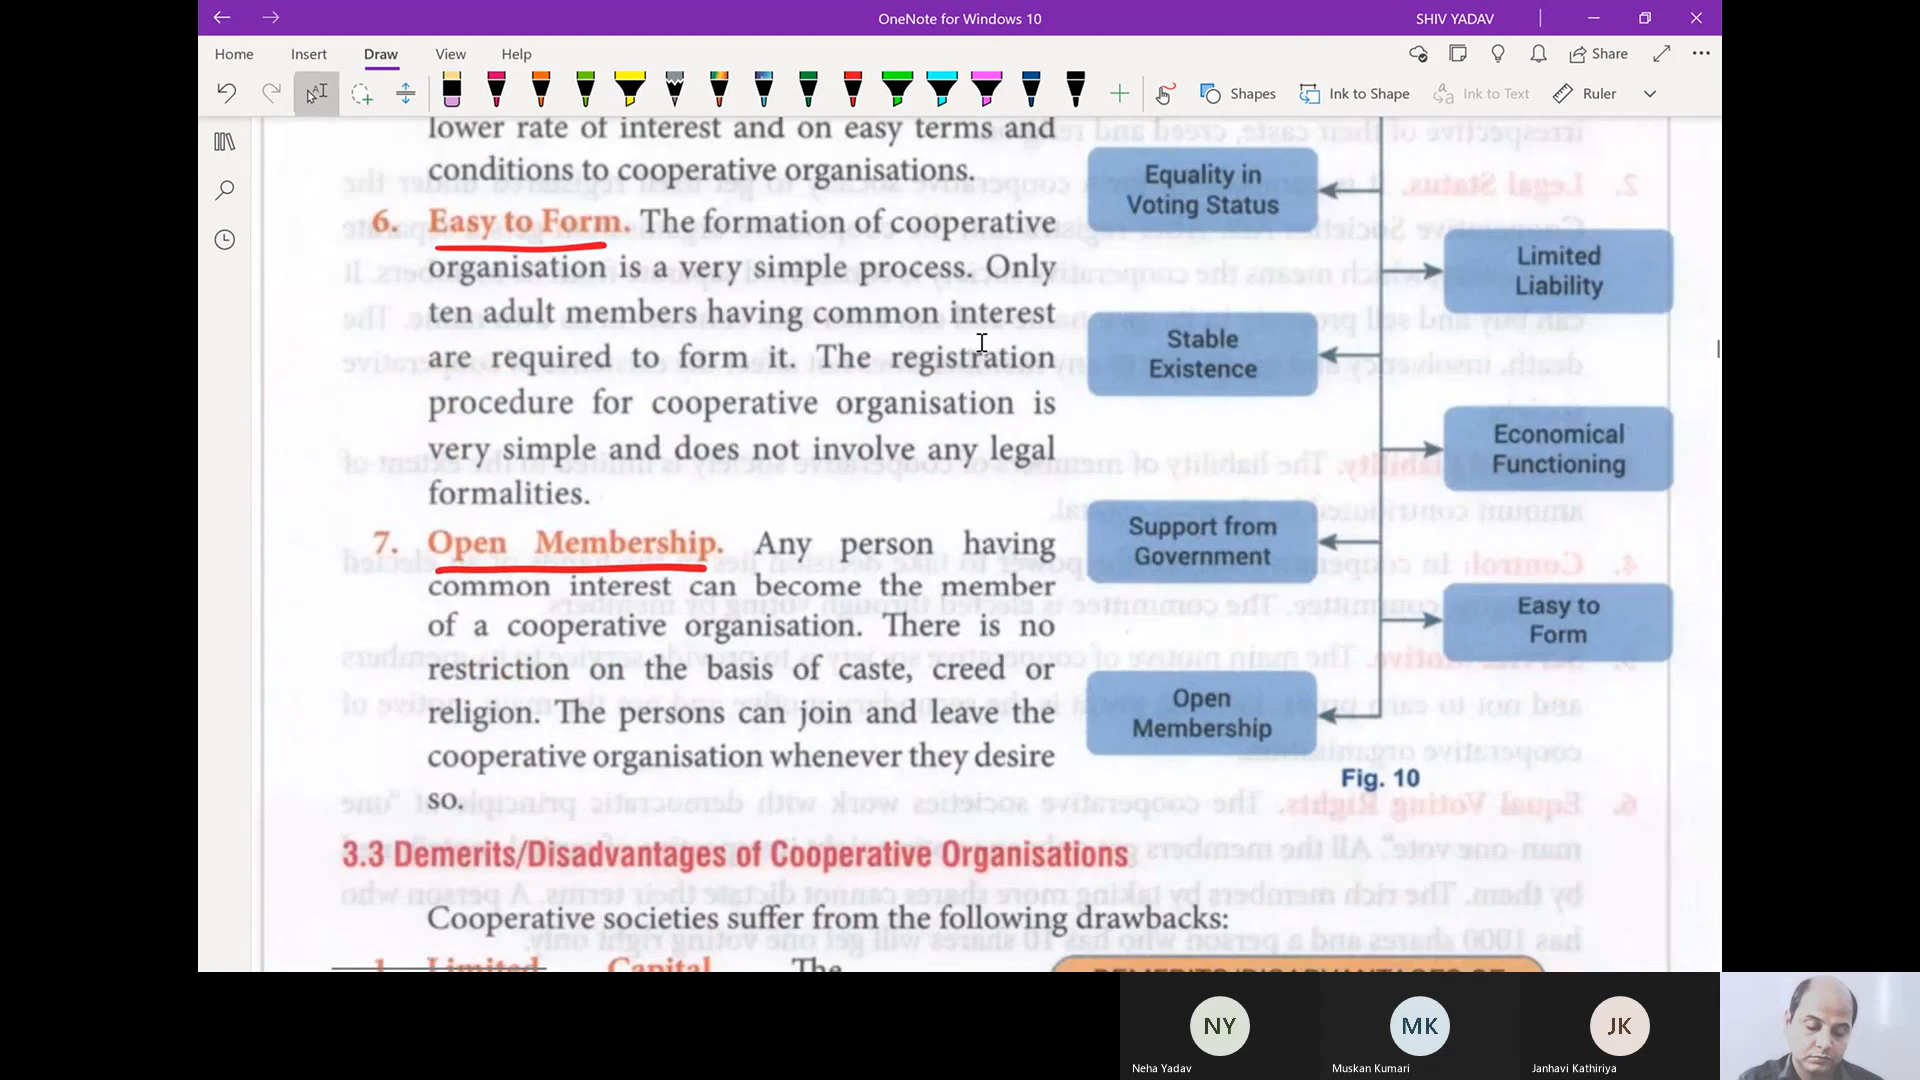 OneNote for Windows 10
SHIV YADAV
Home Insert Draw View Help
Share
Shapes
Ink to Shape
Ink to Text
Ruler
lower rate of interest and on easy terms and
conditions to cooperative organisations.
6. Easy to Form. The formation of cooperative
organisation is a very simple process. Only
ten adult members having common interest
are required to form it. The registration
procedure for cooperative organisation is
very simple and does not involve any legal
formalities.
7. Open Membership. Any person having
common interest can become the member
of a cooperative organisation. There is no
restriction on the basis of caste, creed or
religion. The persons can join and leave the
cooperative organisation whenever they desire
so.
Equality in
Voting Status
Limited
Liability
Stable
Existence
Economical
Functioning
Support from
Government
Easy to
Form
Open
Membership
Fig. 10
3.3 Demerits/Disadvantages of Cooperative Organisations
Cooperative societies suffer from the following drawbacks:
1. Limited Capital. The
DEMERITS/DISADVANTAGES OF
NY
MK
JK
Neha Yadav
Muskan Kumari
Janhavi Kathiriya